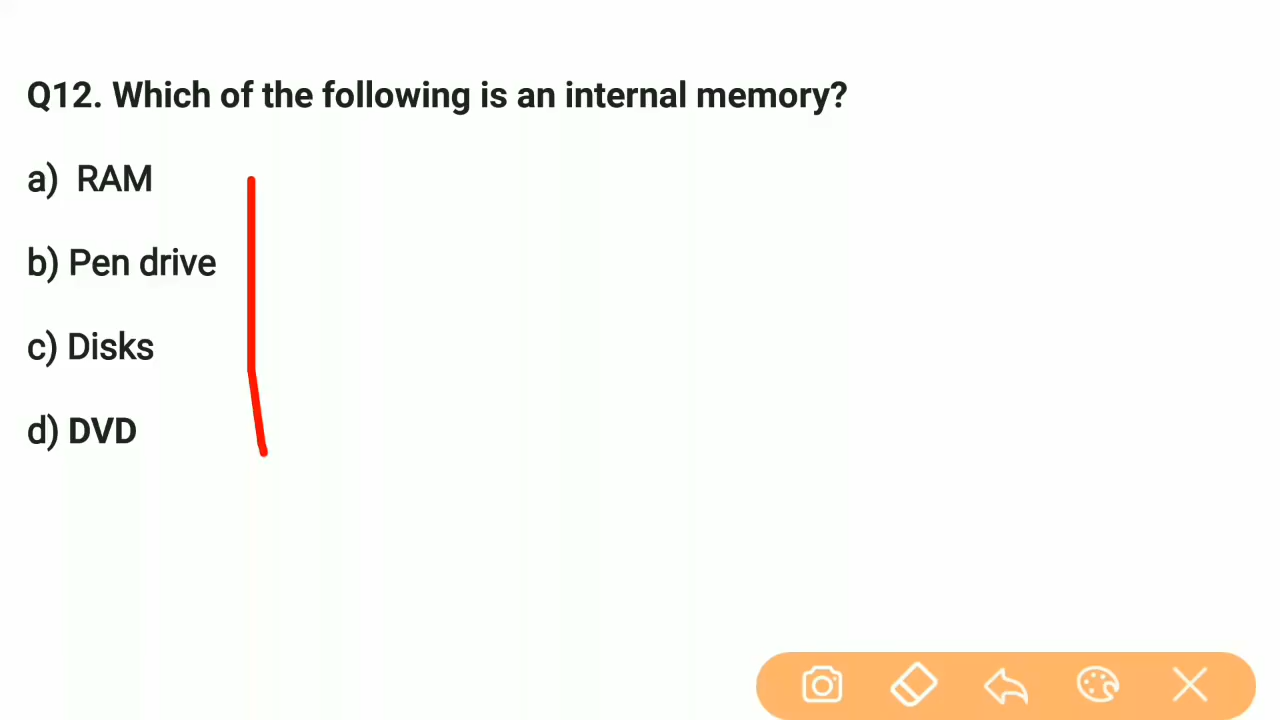 Q12. Which of the following is an internal memory?
a) RAM
b) Pen drive
c) Disks
d) DVD